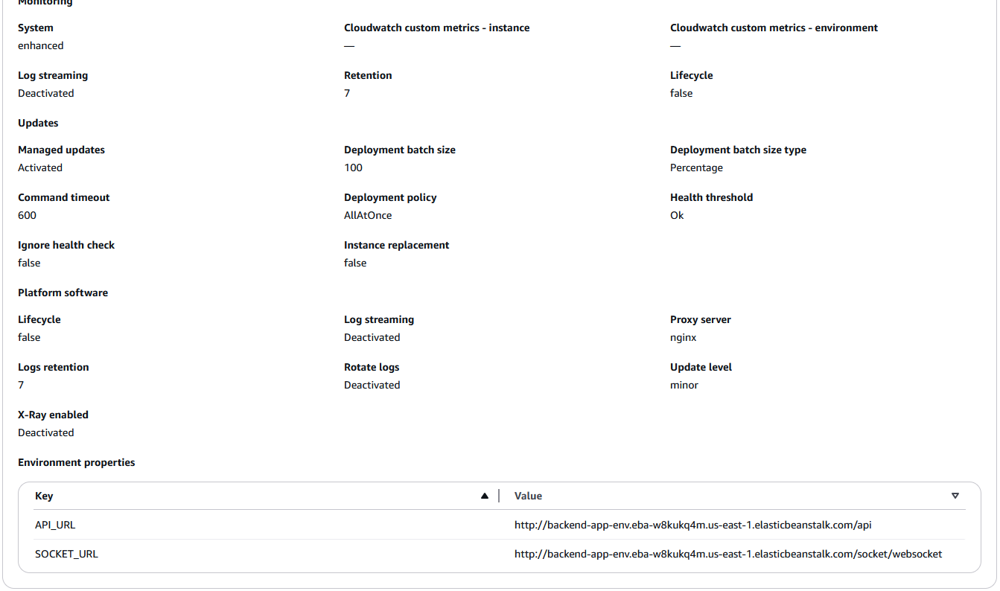 Monitoring
System
Cloudwatch custom metrics - instance
Cloudwatch custom metrics - environment
enhanced
—
—
Log streaming
Retention
Lifecycle
Deactivated
7
false
Updates
Managed updates
Deployment batch size
Deployment batch size type
Activated
100
Percentage
Command timeout
Deployment policy
Health threshold
600
AllAtOnce
Ok
Ignore health check
Instance replacement
false
false
Platform software
Lifecycle
Log streaming
Proxy server
false
Deactivated
nginx
Logs retention
Rotate logs
Update level
7
Deactivated
minor
X-Ray enabled
Deactivated
Environment properties
Key
Value
API_URL
http://backend-app-env.eba-w8kukq4m.us-east-1.elasticbeanstalk.com/api
SOCKET_URL
http://backend-app-env.eba-w8kukq4m.us-east-1.elasticbeanstalk.com/socket/websocket